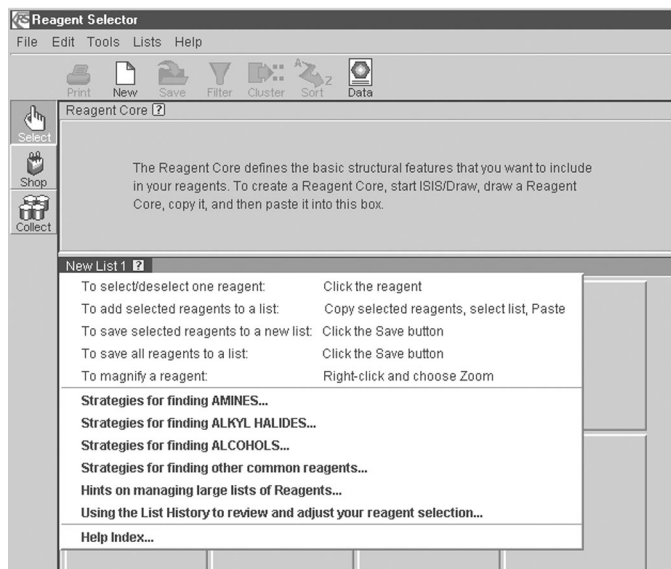 Reagent Selector
File Edit Tools Lists Help
A
Z
Print New Save Filter Cluster Sort Data
Select
Shop
Collect
Reagent Core ?
The Reagent Core defines the basic structural features that you want to include
in your reagents. To create a Reagent Core, start ISIS/Draw, draw a Reagent
Core, copy it, and then paste it into this box.
New List 1 ?
To select/deselect one reagent: Click the reagent
To add selected reagents to a list: Copy selected reagents, select list, Paste
To save selected reagents to a new list: Click the Save button
To save all reagents to a list: Click the Save button
To magnify a reagent: Right-click and choose Zoom
Strategies for finding AMINES...
Strategies for finding ALKYL HALIDES...
Strategies for finding ALCOHOLS...
Strategies for finding other common reagents...
Hints on managing large lists of Reagents...
Using the List History to review and adjust your reagent selection...
Help Index...